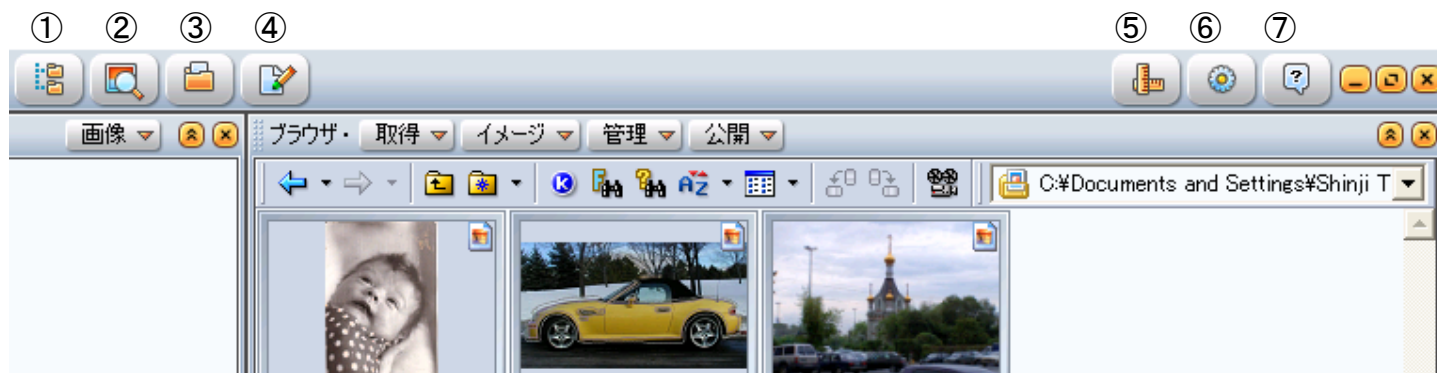 ① ② ③ ④ ⑤ ⑥ ⑦
?
画像 ブラウザ・ 取得 イメージ 管理 公開
K F ? AZ C:¥Documents and Settings¥Shinji T